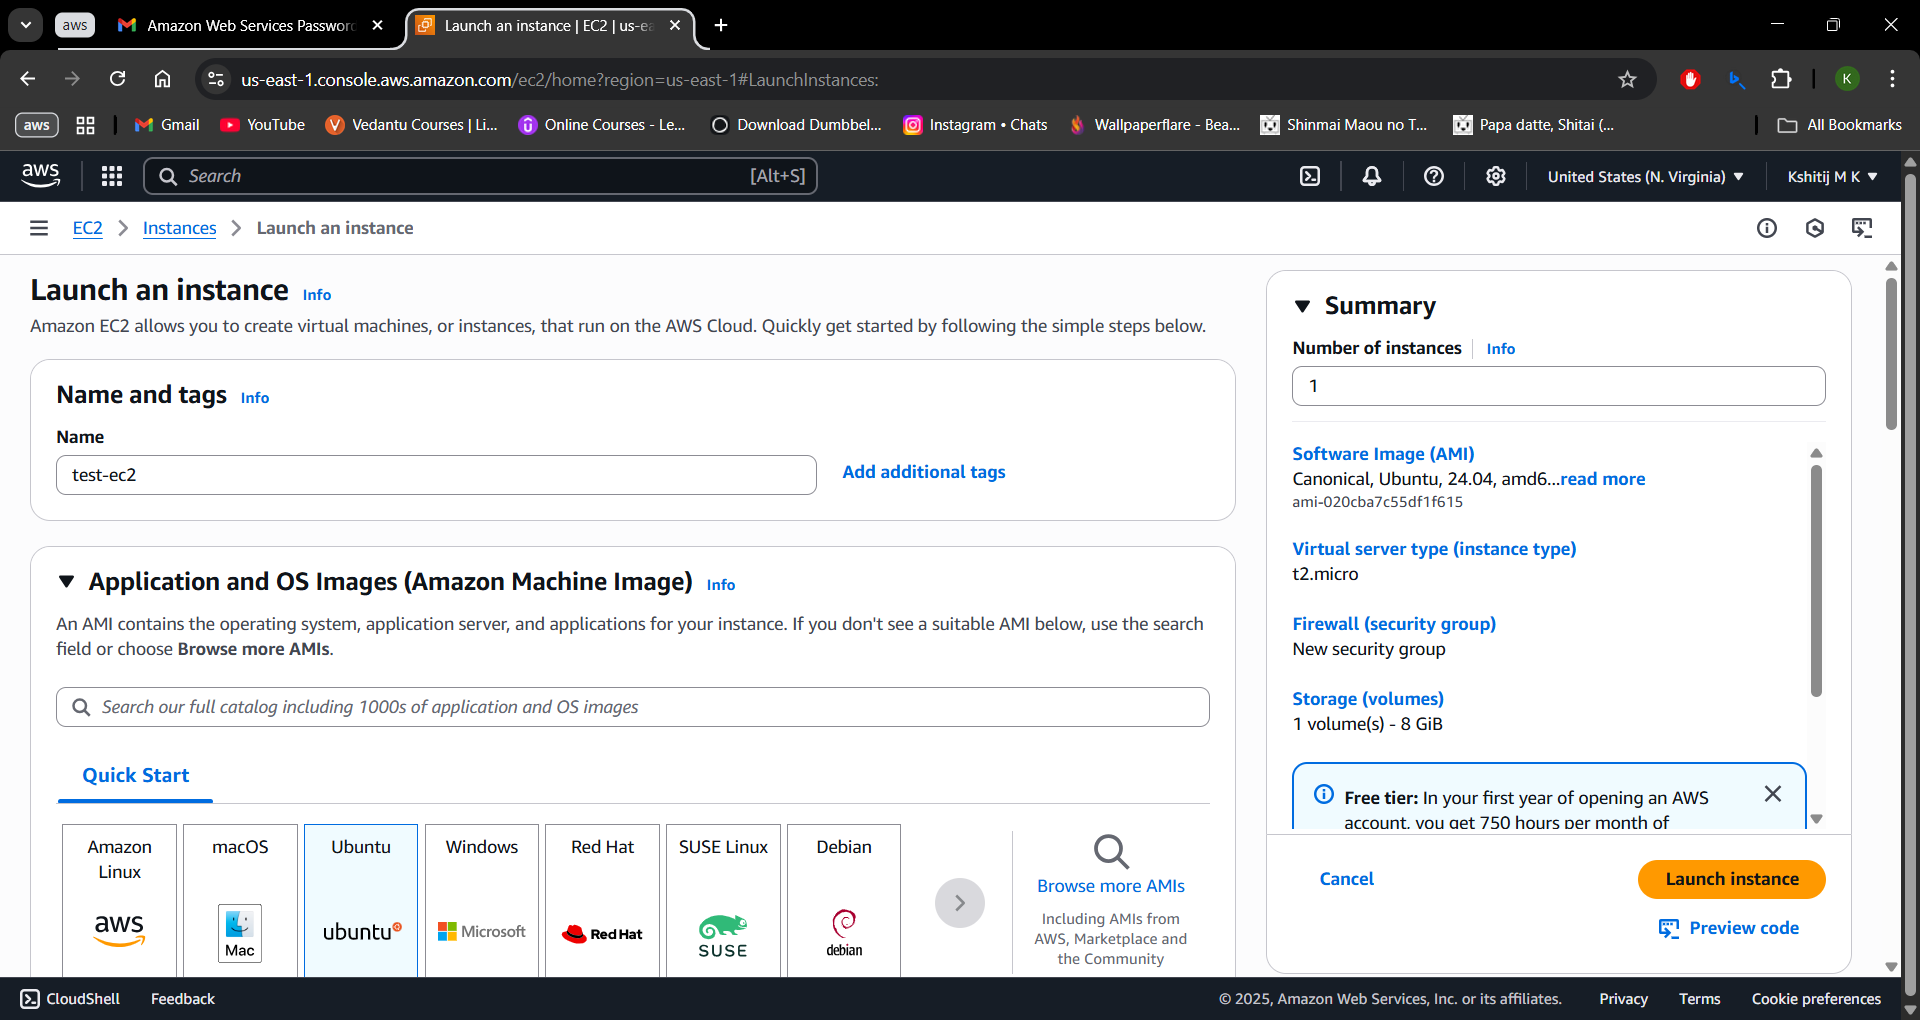 aws
Amazon Web Services Passwor
Launch an instance | EC2 | us-ea
us-east-1.console.aws.amazon.com/ec2/home?region=us-east-1#LaunchInstances:
K
aws
Gmail
YouTube
Vedantu Courses | Li...
Online Courses - Le...
Download Dumbbel...
Instagram • Chats
Wallpaperflare - Bea...
Shinmai Maou no T...
Papa datte, Shitai (...
All Bookmarks
aws
Search
[Alt+S]
United States (N. Virginia)
Kshitij M K
EC2
Instances
Launch an instance
Launch an instance Info
Amazon EC2 allows you to create virtual machines, or instances, that run on the AWS Cloud. Quickly get started by following the simple steps below.
Name and tags Info
Name
test-ec2
Add additional tags
Application and OS Images (Amazon Machine Image) Info
An AMI contains the operating system, application server, and applications for your instance. If you don't see a suitable AMI below, use the search
field or choose Browse more AMIs.
Search our full catalog including 1000s of application and OS images
Quick Start
Amazon
Linux
aws
macOS
Mac
Ubuntu
ubuntu
Windows
Microsoft
Red Hat
Red Hat
SUSE Linux
SUSE
Debian
debian
Browse more AMIs
Including AMIs from
AWS, Marketplace and
the Community
Summary
Number of instances Info
1
Software Image (AMI)
Canonical, Ubuntu, 24.04, amd6...read more
ami-020cba7c55df1f615
Virtual server type (instance type)
t2.micro
Firewall (security group)
New security group
Storage (volumes)
1 volume(s) - 8 GiB
Free tier: In your first year of opening an AWS
account, you get 750 hours per month of
Cancel
Launch instance
Preview code
CloudShell
Feedback
© 2025, Amazon Web Services, Inc. or its affiliates.
Privacy
Terms
Cookie preferences